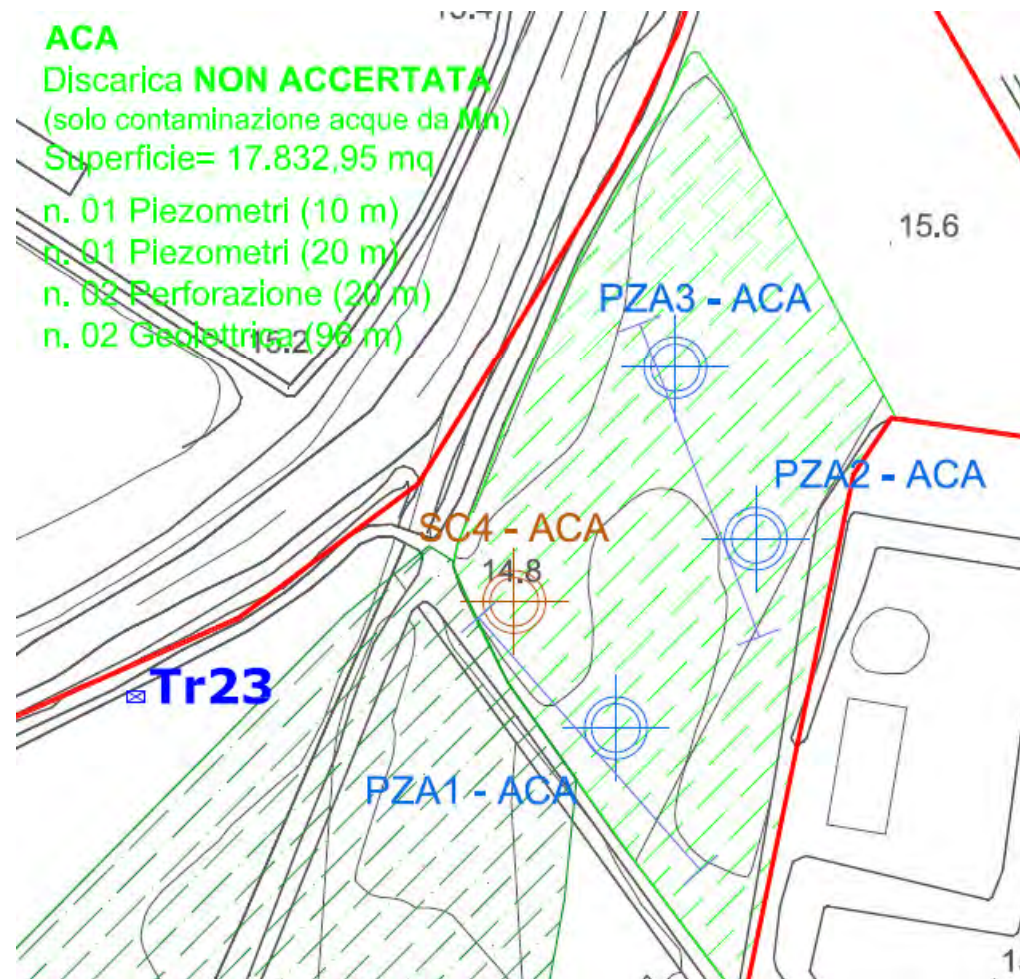 ACA
Discarica NON ACCERTATA
(solo contaminazione acque da Mn)
Superficie= 17.832,95 mq
n. 01 Piezometri (10 m)
n. 01 Piezometri (20 m)
n. 02 Perforazione (20 m)
n. 02 Geolettrica (96 m)
15.2
15.6
PZA3 - ACA
PZA2 - ACA
SC4 - ACA
14.8
Tr23
PZA1 - ACA